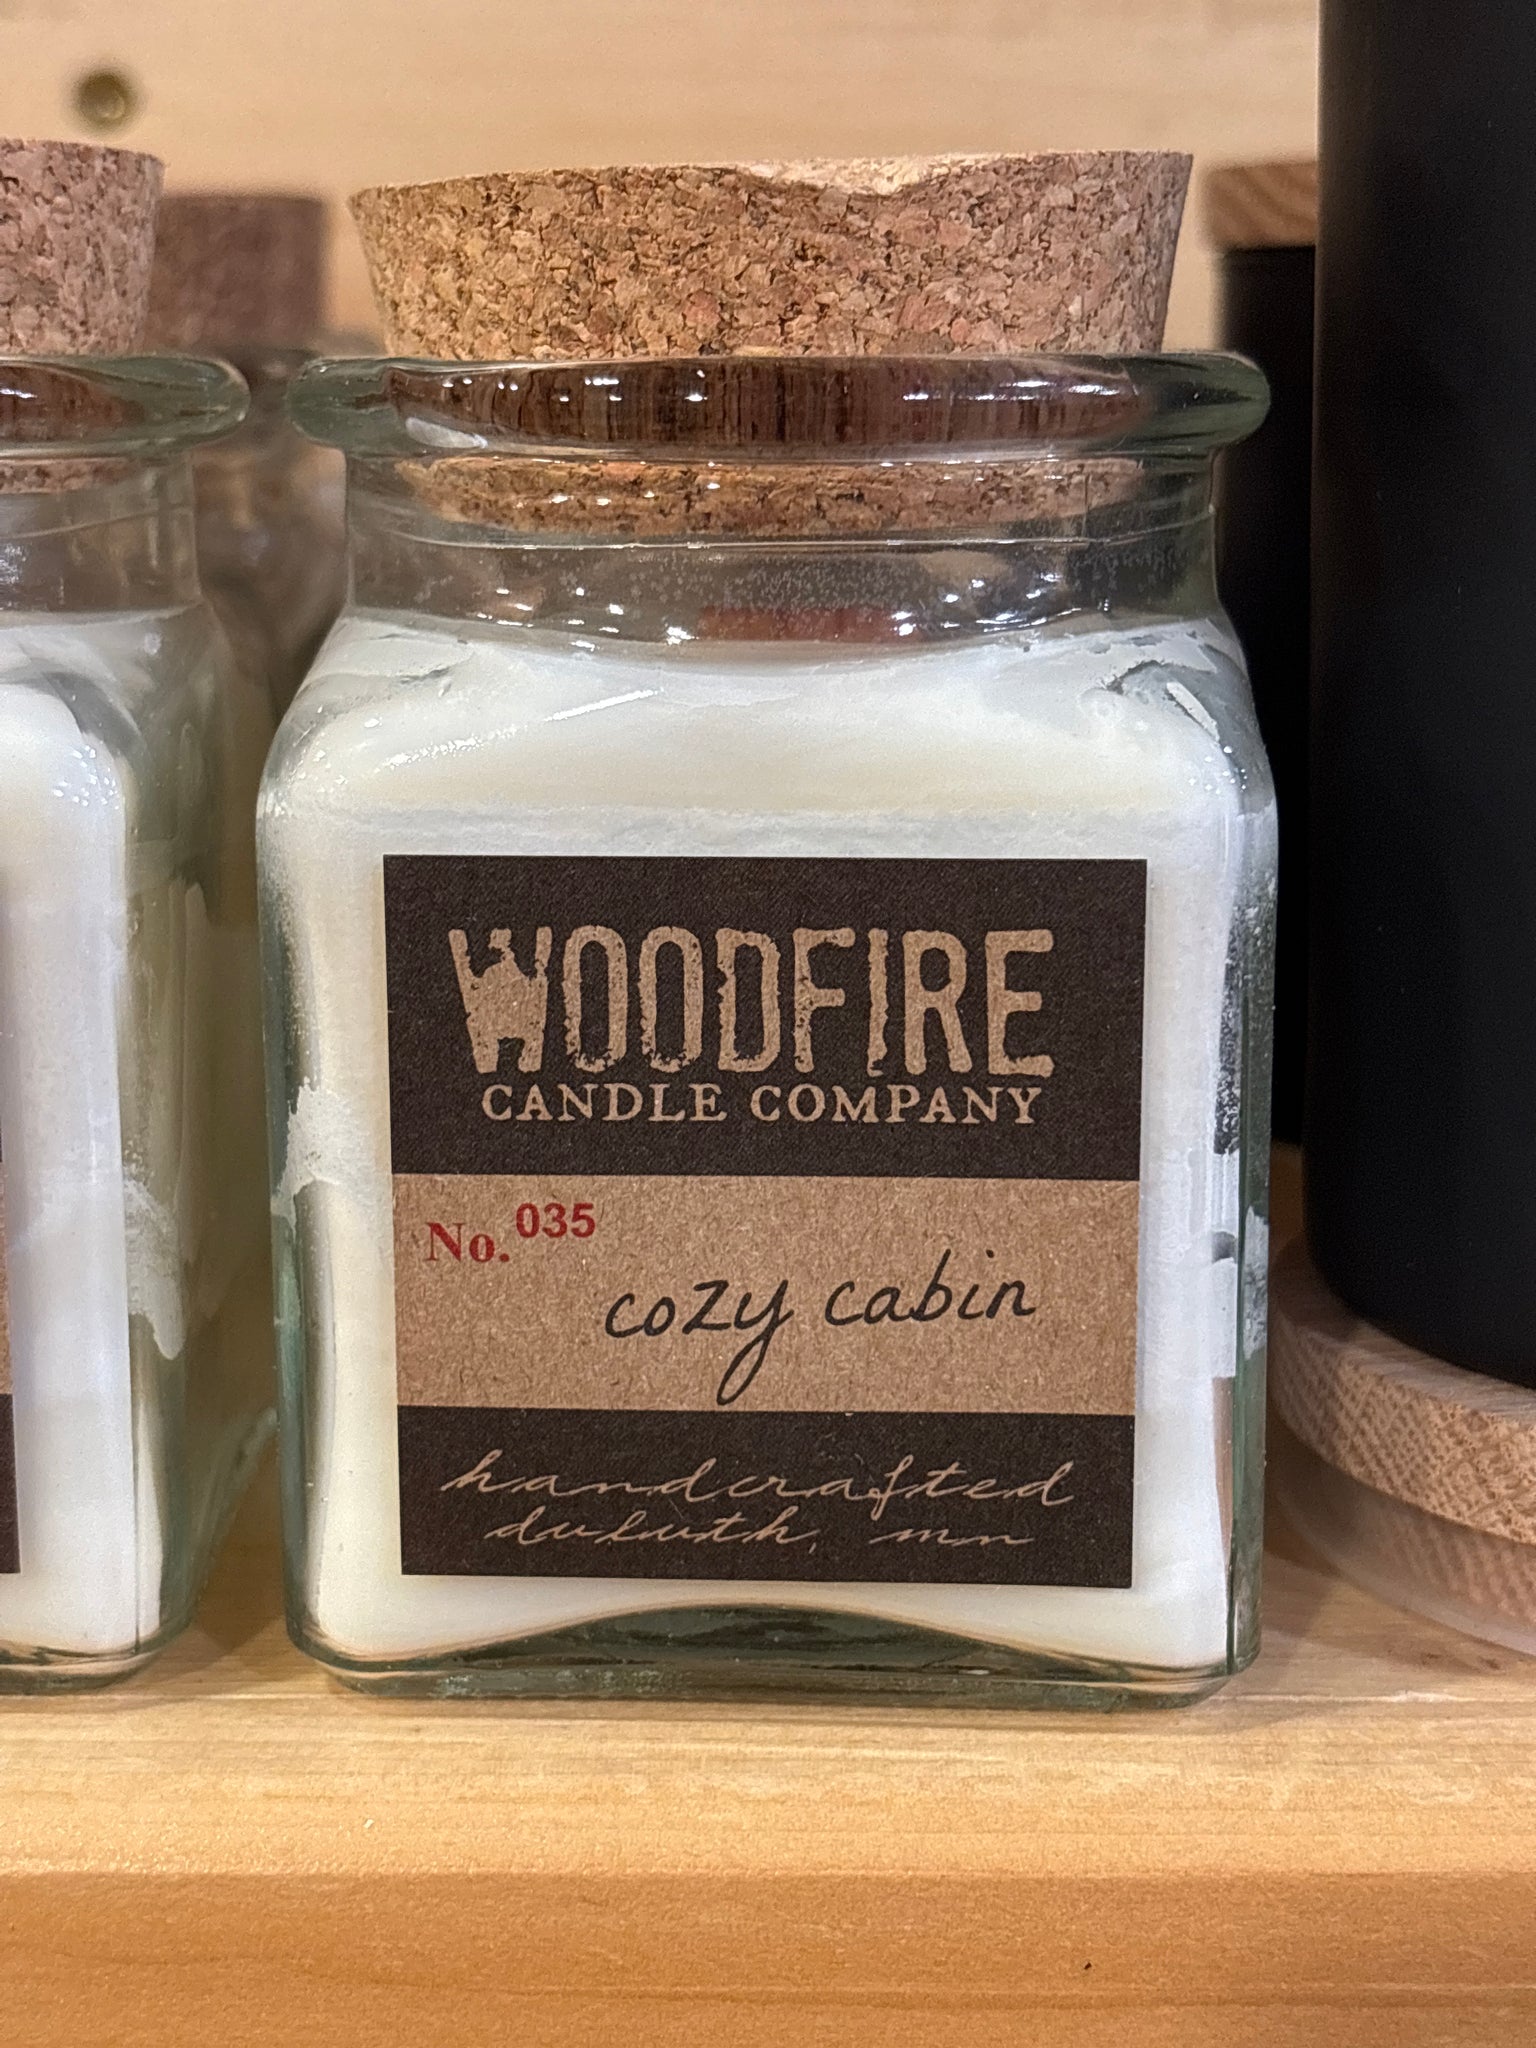 WOODFIRE
CANDLE COMPANY
No. 035
cozy cabin
handcrafted
duluth, mn